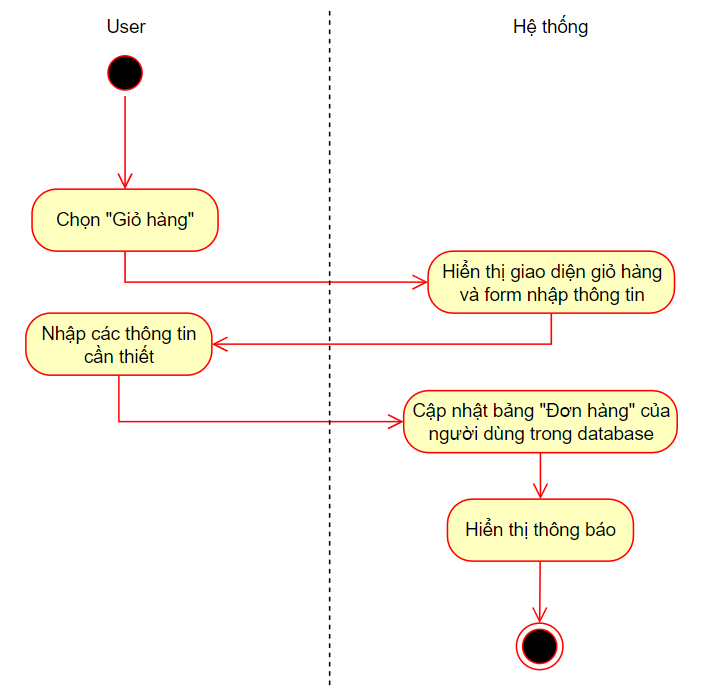 User
Hệ thống
Chọn "Giỏ hàng"
Hiển thị giao diện giỏ hàng
và form nhập thông tin
Nhập các thông tin
cần thiết
Cập nhật bảng "Đơn hàng" của
người dùng trong database
Hiển thị thông báo